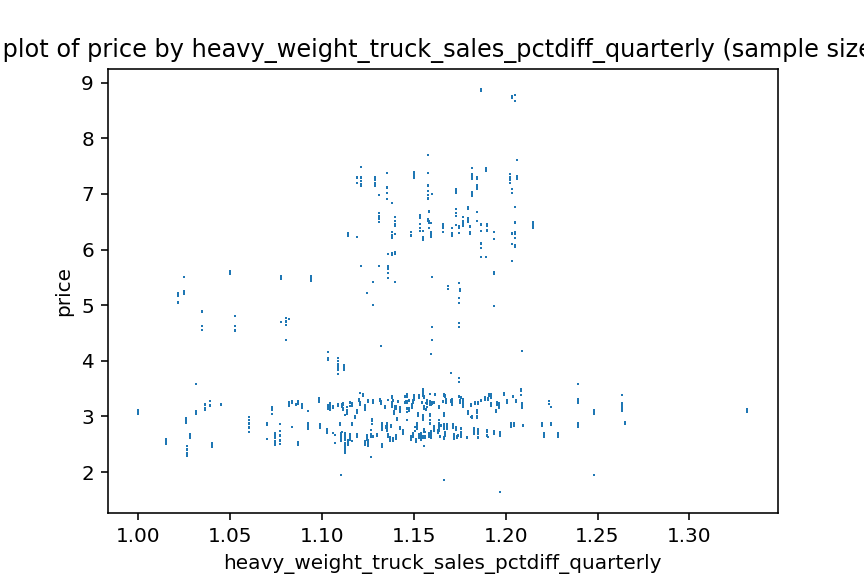 plot of price by heavy_weight_truck_sales_pctdiff_quarterly (sample size
9
8
7
6
5
4
3
2
price
1.00 1.05 1.10 1.15 1.20 1.25 1.30
heavy_weight_truck_sales_pctdiff_quarterly